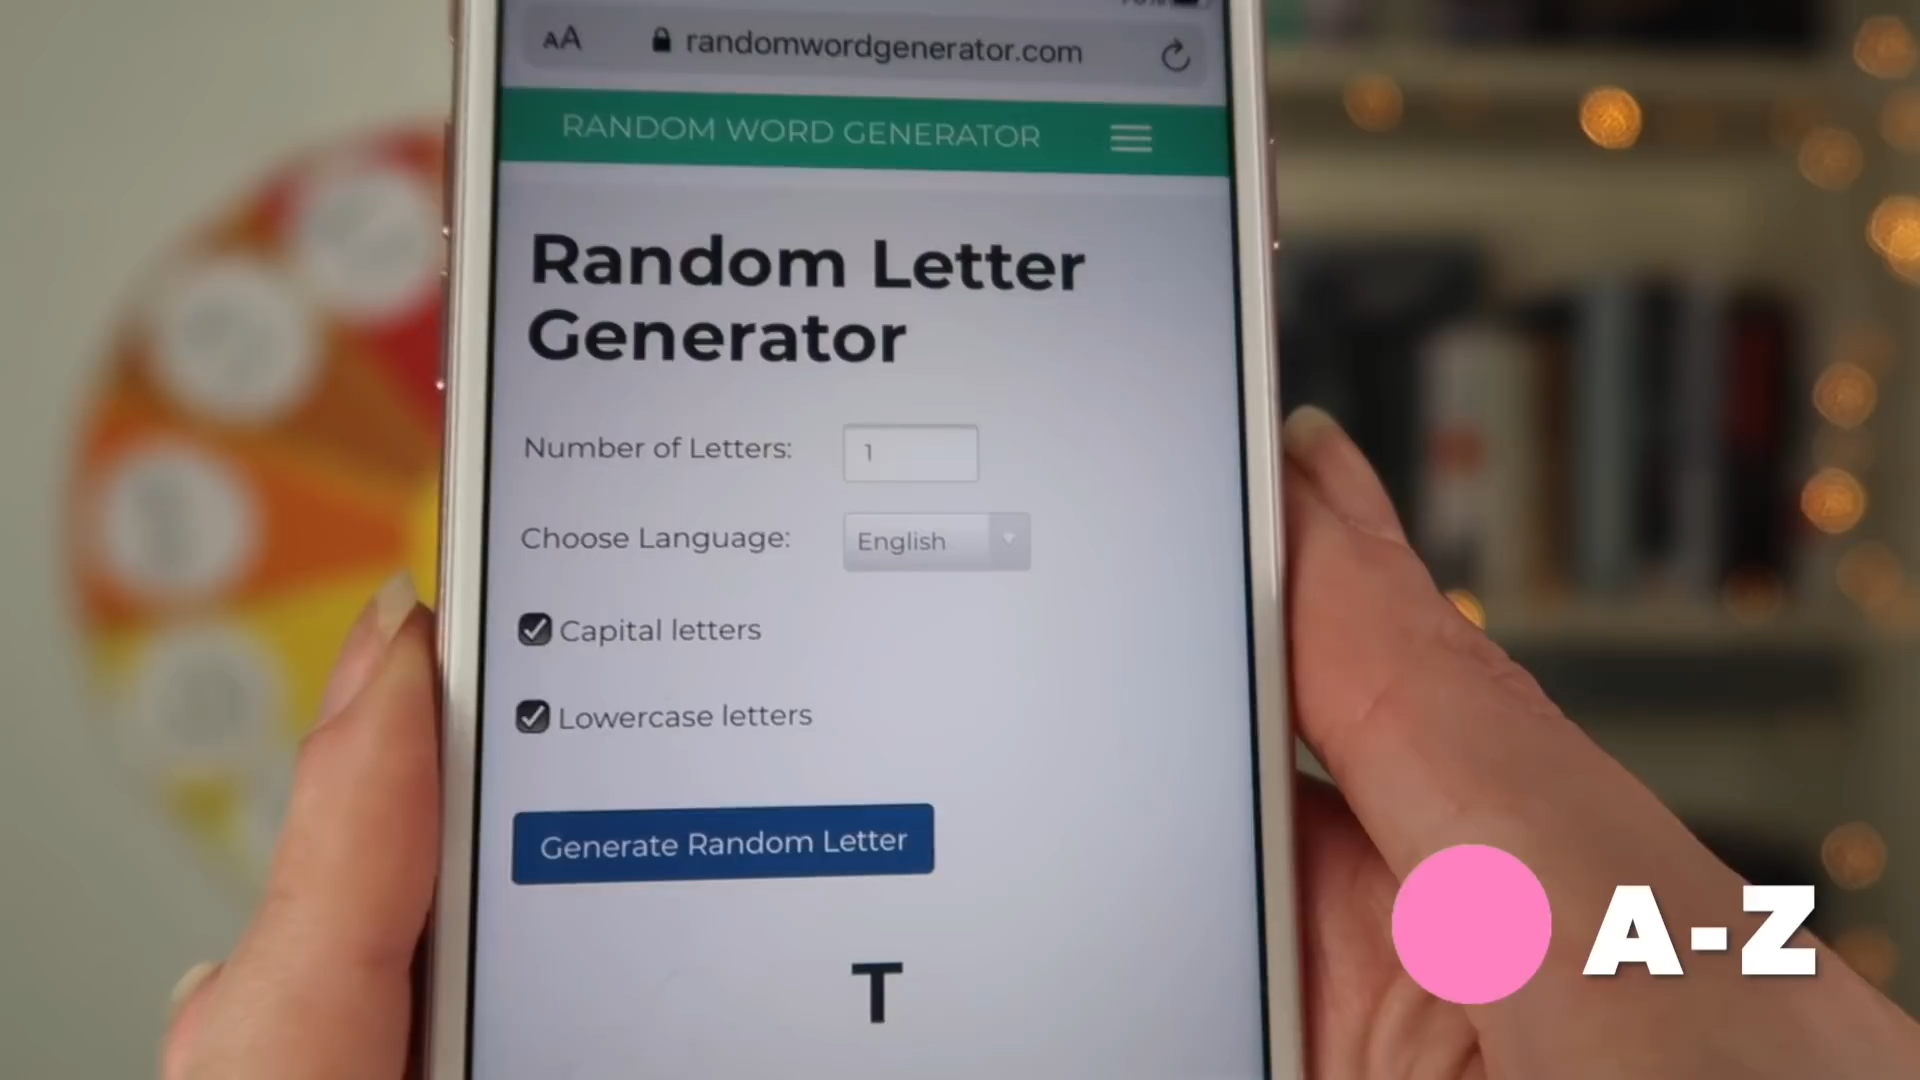 AA randomwordgenerator.com
RANDOM WORD GENERATOR
Random Letter
Generator
Number of Letters: 1
Choose Language: English
Capital letters
Lowercase letters
Generate Random Letter
T
A-Z